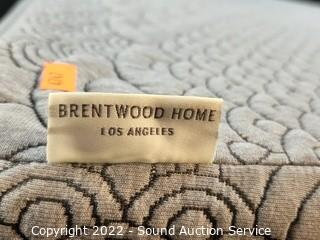 BRENTWOOD HOME
LOS ANGELES
Copyright 2022 - Sound Auction Service